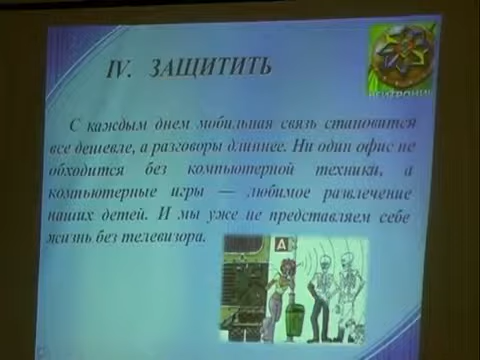 IV. ЗАЩИТИТЬ
НЕЙТРОНИК
С каждым днем мобильная связь становится
все дешевле, а разговоры длиннее. Ни один офис не
обходится без компьютерной техники, а
компьютерные игры — любимое развлечение
наших детей. И мы уже не представляем себе
жизнь без телевизора.
А